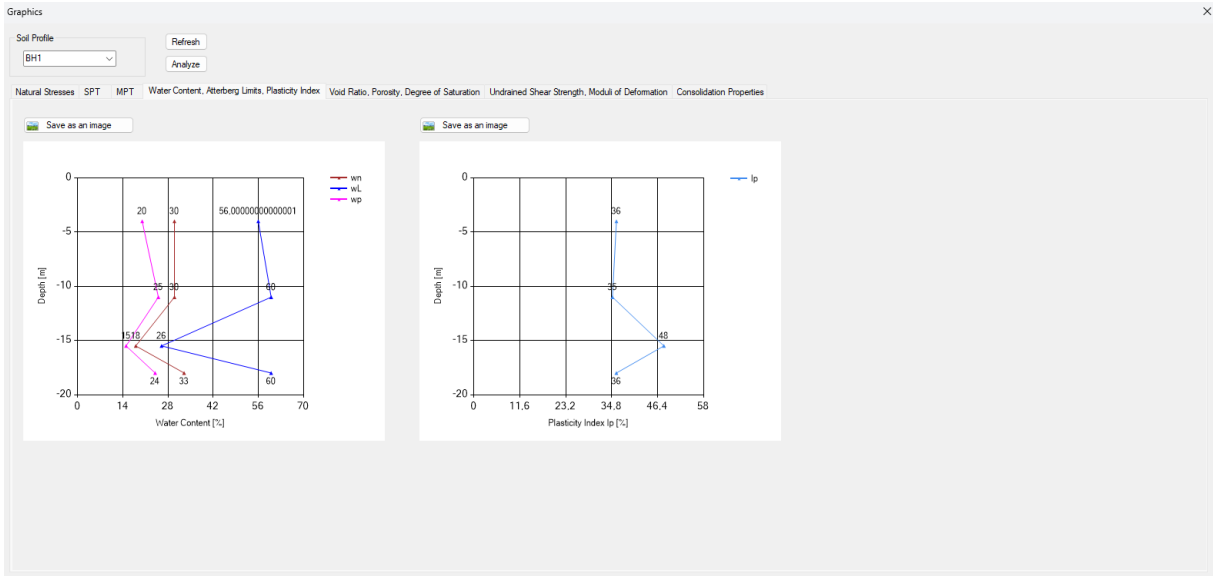 Graphics
Soil Profile
BH1
Refresh
Analyze
Natural Stresses SPT MPT Water Content, Atterberg Limits, Plasticity Index Void Ratio, Porosity, Degree of Saturation Undrained Shear Strength, Moduli of Deformation Consolidation Properties
Save as an image
0
-5
-10
-15
-20
Depth [m]
20 30 56.00000000000001
25 30 60
15 18 26
24 33 60
0 14 28 42 56 70
Water Content [%]
wn
wL
wp
Save as an image
0
-5
-10
-15
-20
Depth [m]
36
35
48
36
0 11,6 23,2 34,8 46,4 58
Plasticity Index Ip [%]
Ip